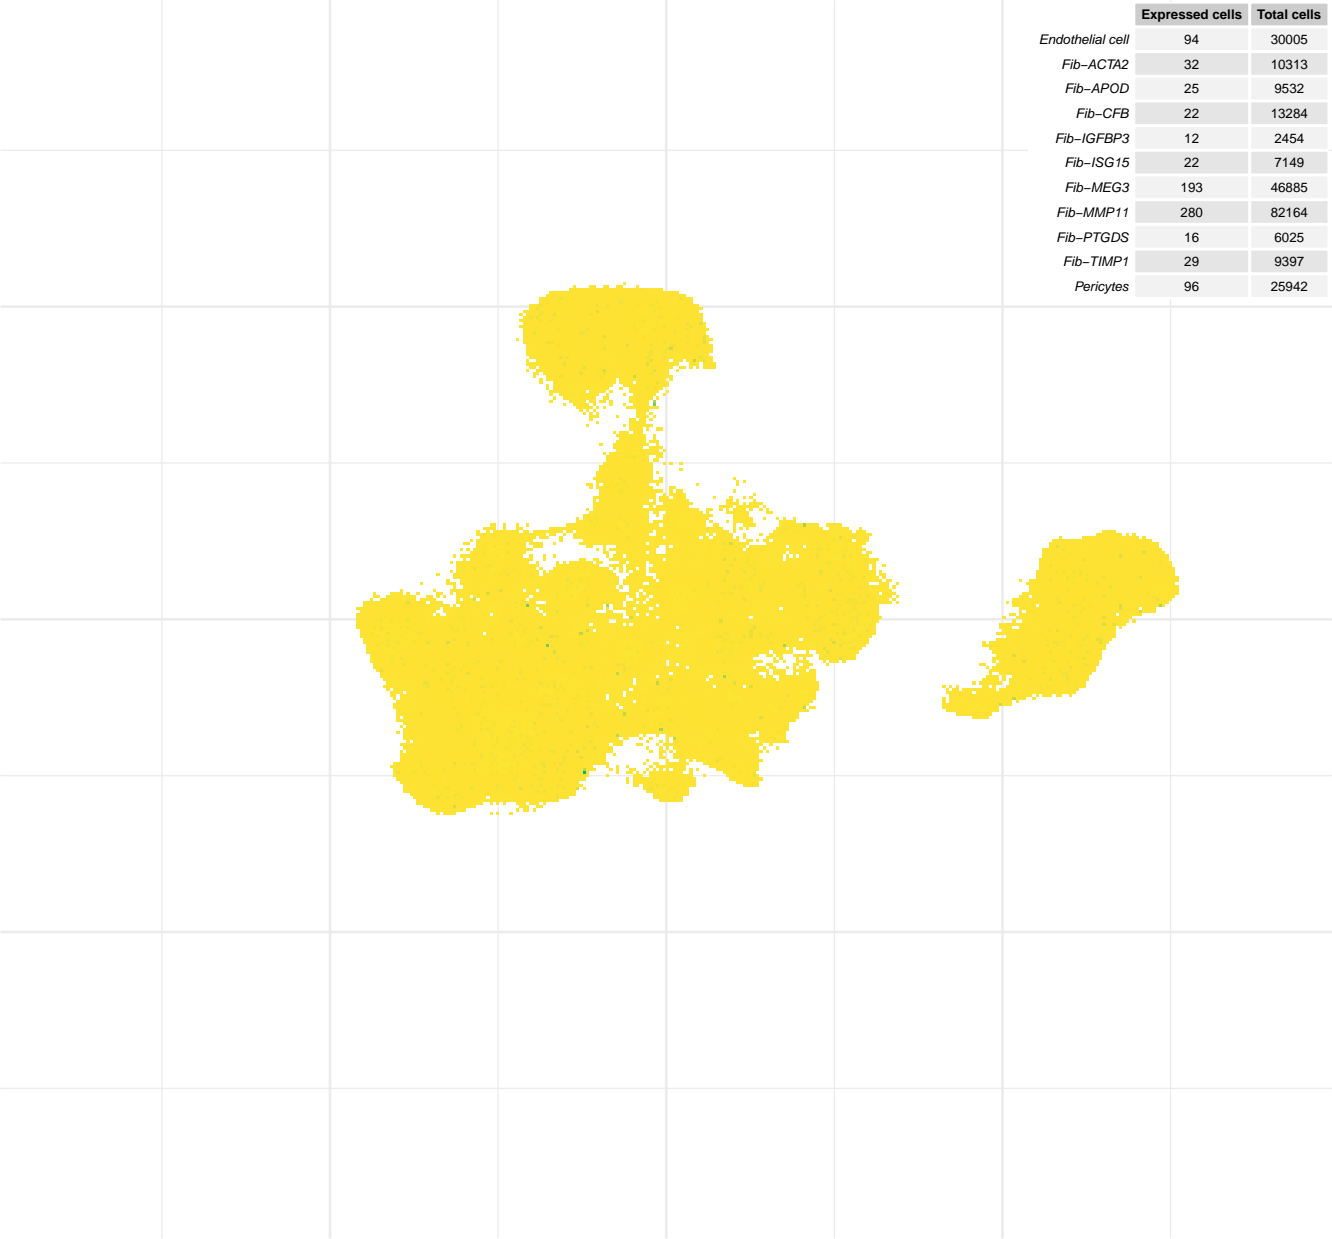 Expressed cells Total cells
Endothelial cell 94 30005
Fib−ACTA2 32 10313
Fib−APOD 25 9532
Fib−CFB 22 13284
Fib−IGFBP3 12 2454
Fib−ISG15 22 7149
Fib−MEG3 193 46885
Fib−MMP11 280 82164
Fib−PTGDS 16 6025
Fib−TIMP1 29 9397
Pericytes 96 25942